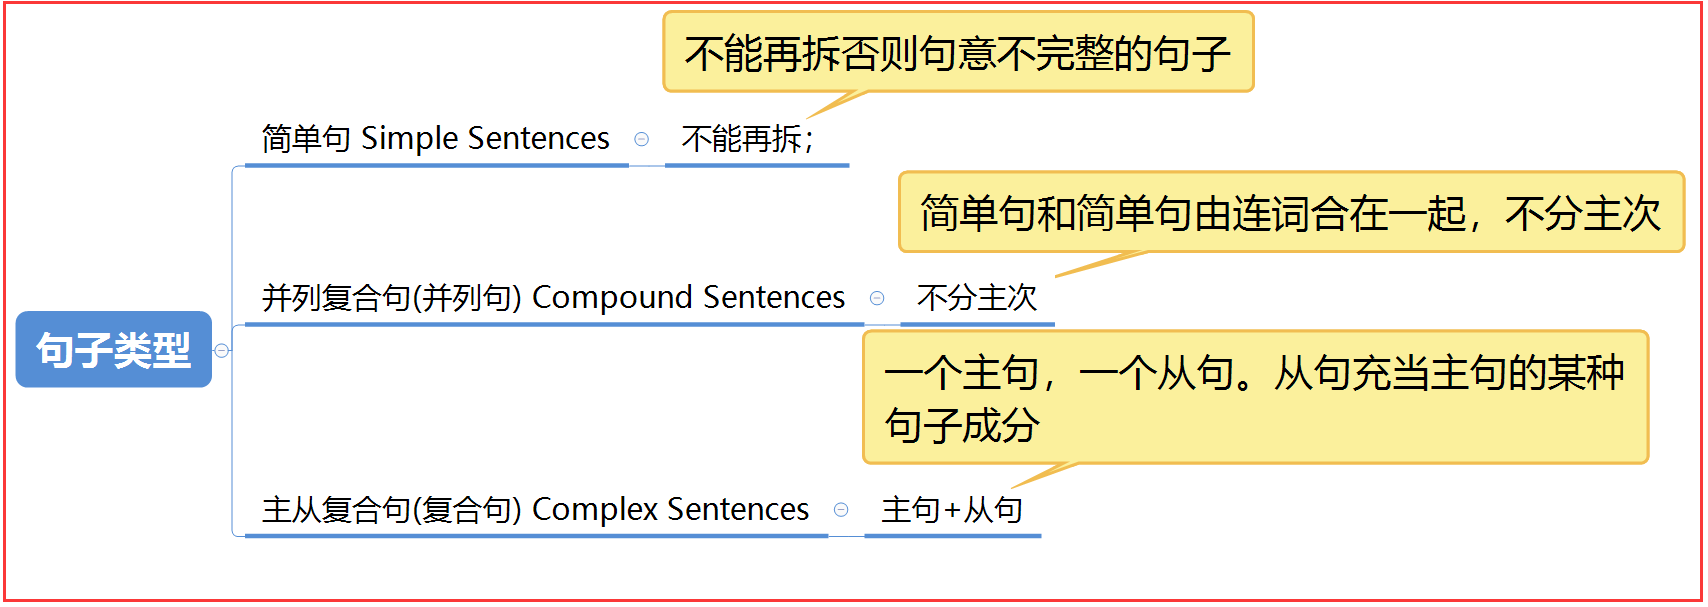 不能再拆否则句意不完整的句子
简单句 Simple Sentences
不能再拆；
简单句和简单句由连词合在一起，不分主次
并列复合句(并列句) Compound Sentences
不分主次
句子类型
一个主句，一个从句。从句充当主句的某种
句子成分
主从复合句(复合句) Complex Sentences
主句+从句